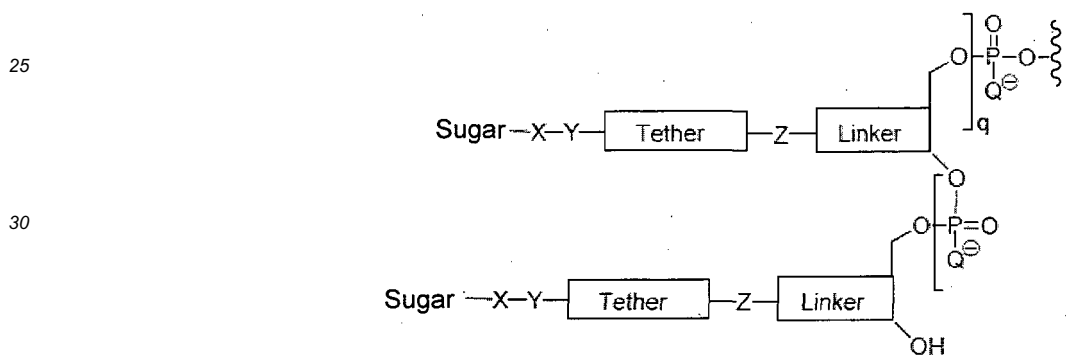 25
O
O–P–O
Q⊖
q
Sugar–X–Y– Tether –Z– Linker
O
O–P=O
Q⊖
30
Sugar–X–Y– Tether –Z– Linker
OH